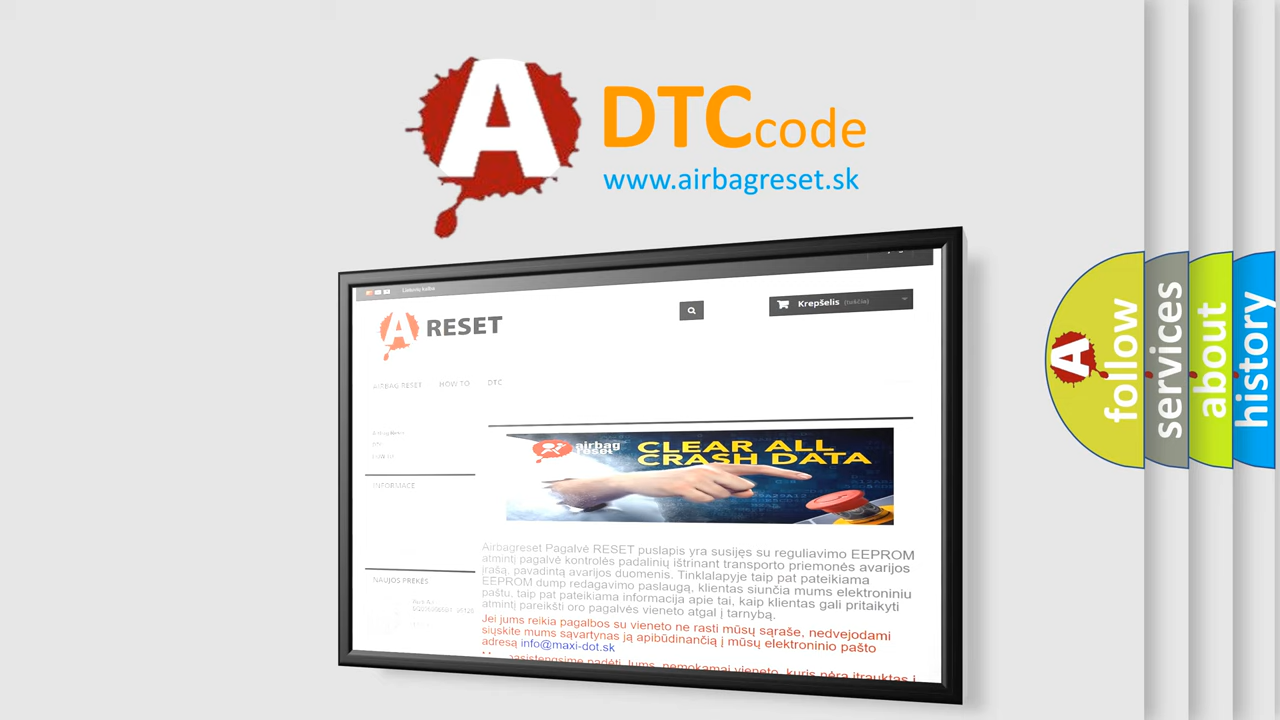 A DTCcode
www.airbagreset.sk
Lietuvių kalba
A RESET
Krepšelis (tuščia)
AIRBAG RESET HOW TO DTC
INFORMACE
airbag
reset
CLEAR ALL
CRASH DATA
Airbagreset Pagalvė RESET puslapis yra susijęs su reguliavimo EEPROM
atmintį pagalvė kontrolės padalinių ištrinant transporto priemonės avarijos
įrašą, pavadintą avarijos duomenis. Tinklalapyje taip pat pateikiama
EEPROM dump redagavimo paslaugą, klientas siunčia mums elektroniniu
paštu, taip pat pateikiama informacija apie tai, kaip klientas gali pritaikyti
atmintį pareikšti oro pagalvės vieneto atgal į tarnybą.
Jei jums reikia pagalbos su vieneto ne rasti mūsų sąraše, nedvejodami
siųskite mums sąvartynas ją apibūdinančią į mūsų elektroninio pašto
adresą info@maxi-dot.sk
NAUJOS PREKĖS
A follow
services
about
history